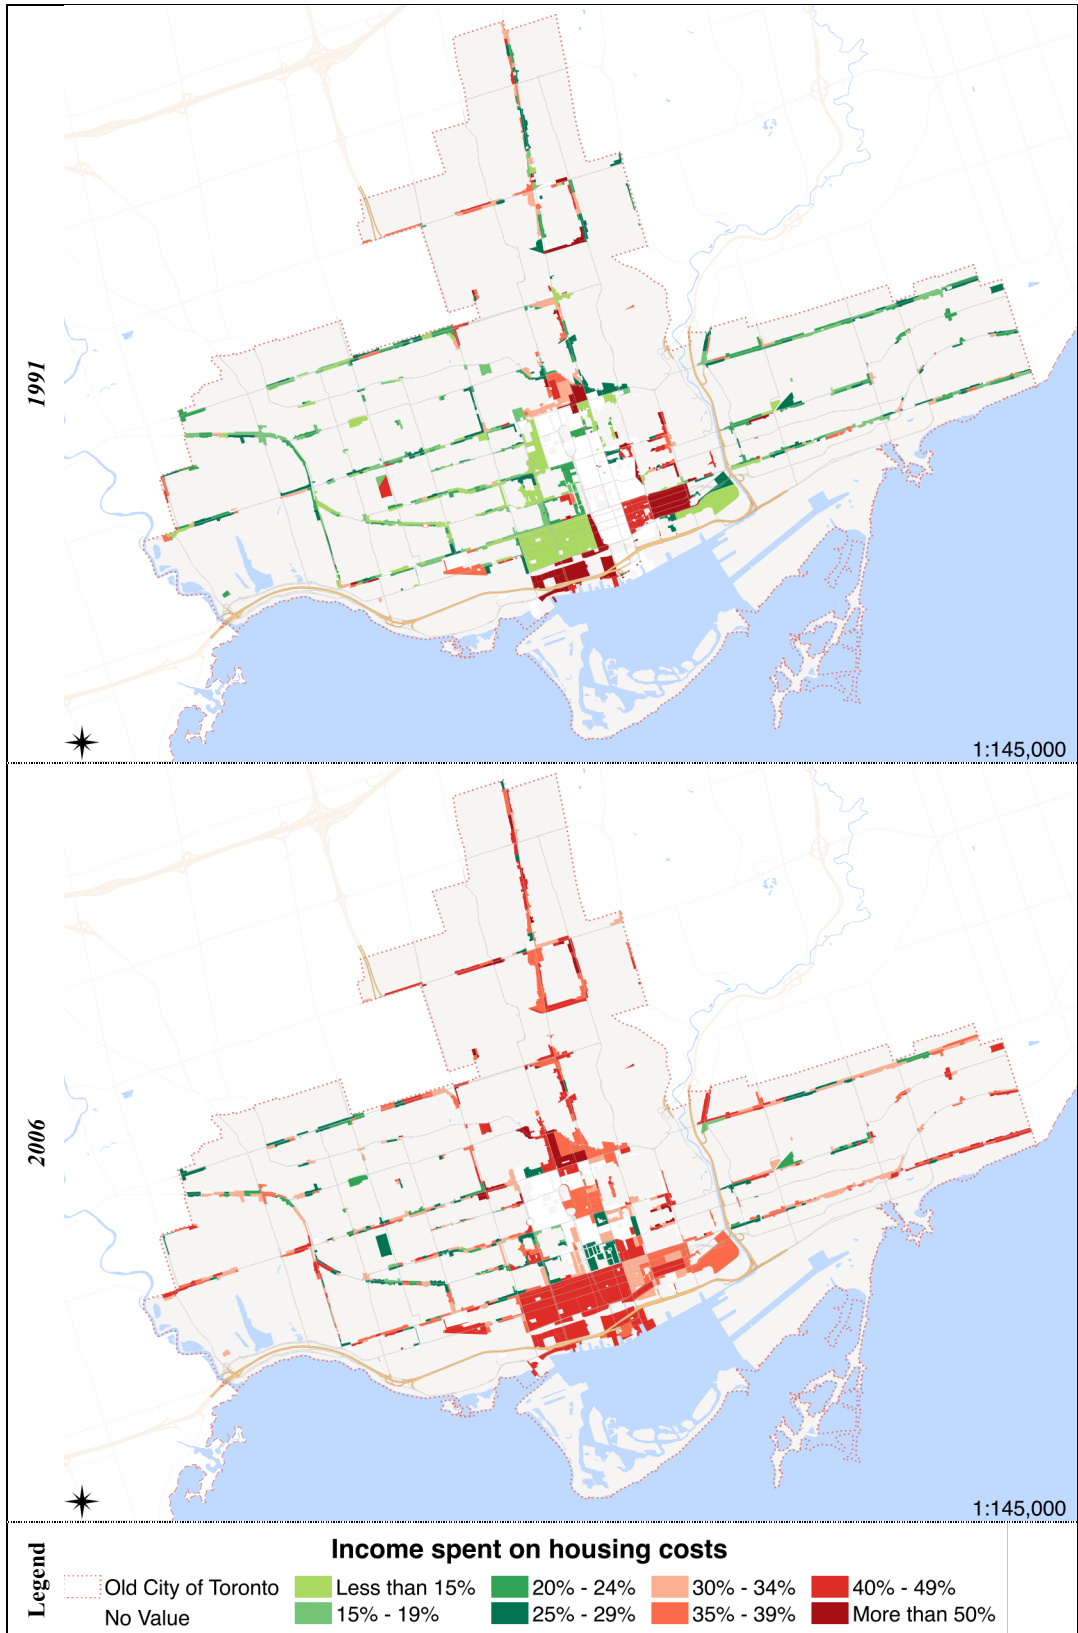 1991
1:145,000
2006
1:145,000
Legend
Income spent on housing costs
Old City of Toronto
No Value
Less than 15%
15% - 19%
20% - 24%
25% - 29%
30% - 34%
35% - 39%
40% - 49%
More than 50%